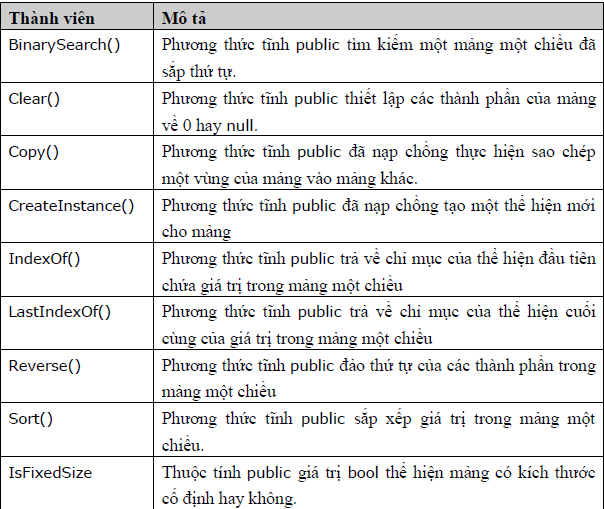 Thành viên Mô tả
BinarySearch() Phương thức tĩnh public tìm kiếm một mảng một chiều đã
sắp thứ tự.
Clear() Phương thức tĩnh public thiết lập các thành phần của mảng
về 0 hay null.
Copy() Phương thức tĩnh public đã nạp chồng thực hiện sao chép
một vùng của mảng vào mảng khác.
CreateInstance() Phương thức tĩnh public đã nạp chồng tạo một thể hiện mới
cho mảng
IndexOf() Phương thức tĩnh public trả về chỉ mục của thể hiện đầu tiên
chứa giá trị trong mảng một chiều
LastIndexOf() Phương thức tĩnh public trả về chỉ mục của thể hiện cuối
cùng của giá trị trong mảng một chiều
Reverse() Phương thức tĩnh public đảo thứ tự của các thành phần trong
mảng một chiều
Sort() Phương thức tĩnh public sắp xếp giá trị trong mảng một
chiều.
IsFixedSize Thuộc tính public giá trị bool thể hiện mảng có kích thước
cố định hay không.